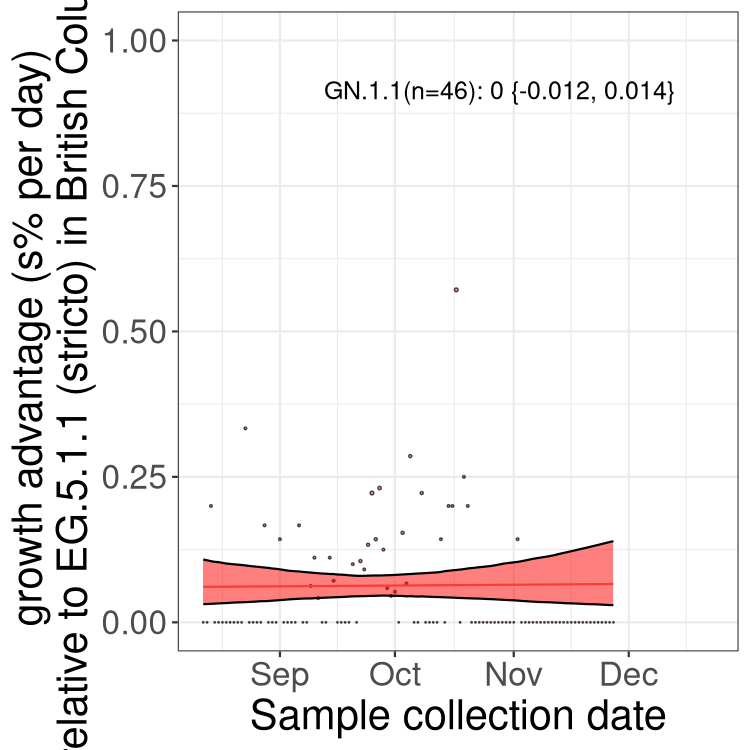 growth advantage (s% per day)
relative to EG.5.1.1 (stricto) in British Colu
1.00
0.75
0.50
0.25
0.00
GN.1.1(n=46): 0 {-0.012, 0.014}
Sep Oct Nov Dec
Sample collection date